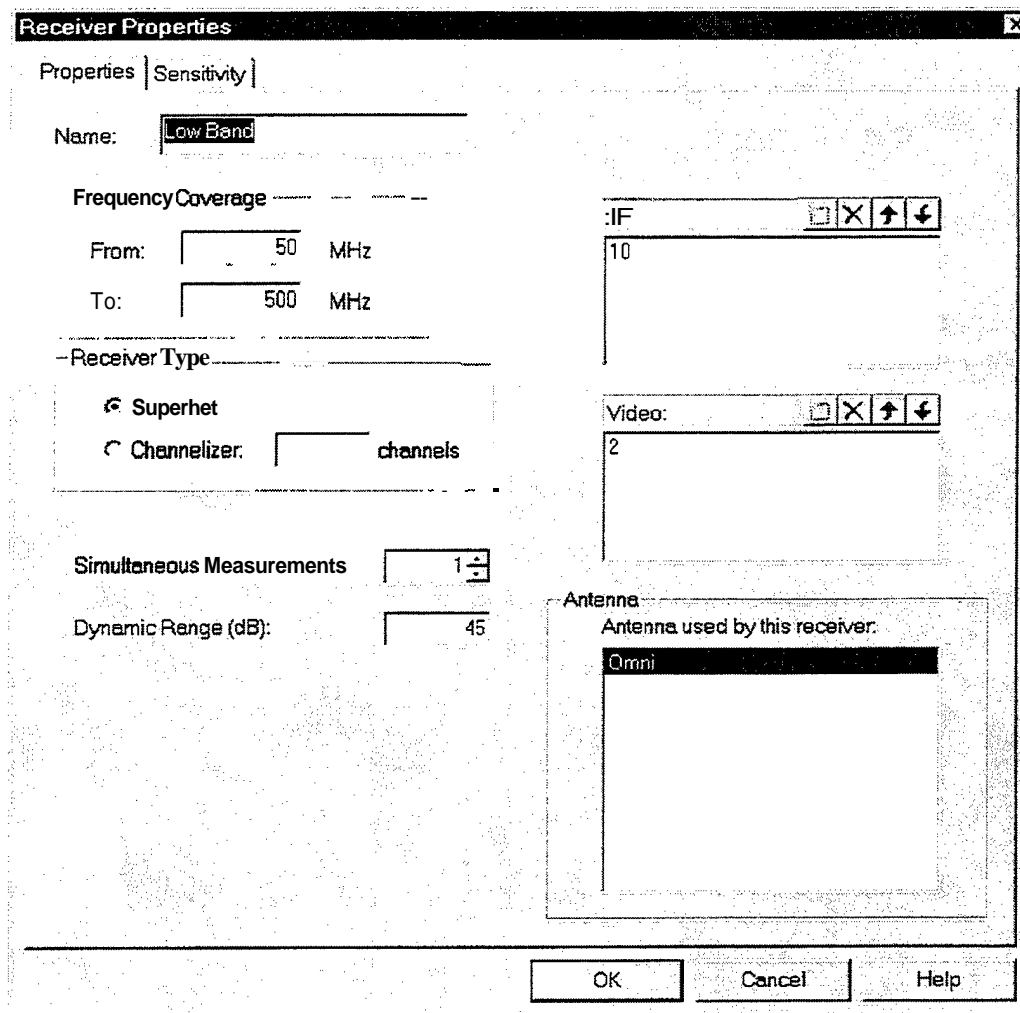 Receiver Properties
Properties
Sensitivity
Name: Low Band
Frequency Coverage
From: 50 MHz
To: 500 MHz
Receiver Type
Superhet
Channelizer: channels
Simultaneous Measurements 1
Dynamic Range (dB): 45
:IF
10
Video:
2
Antenna
Antenna used by this receiver:
Omni
OK
Cancel
Help